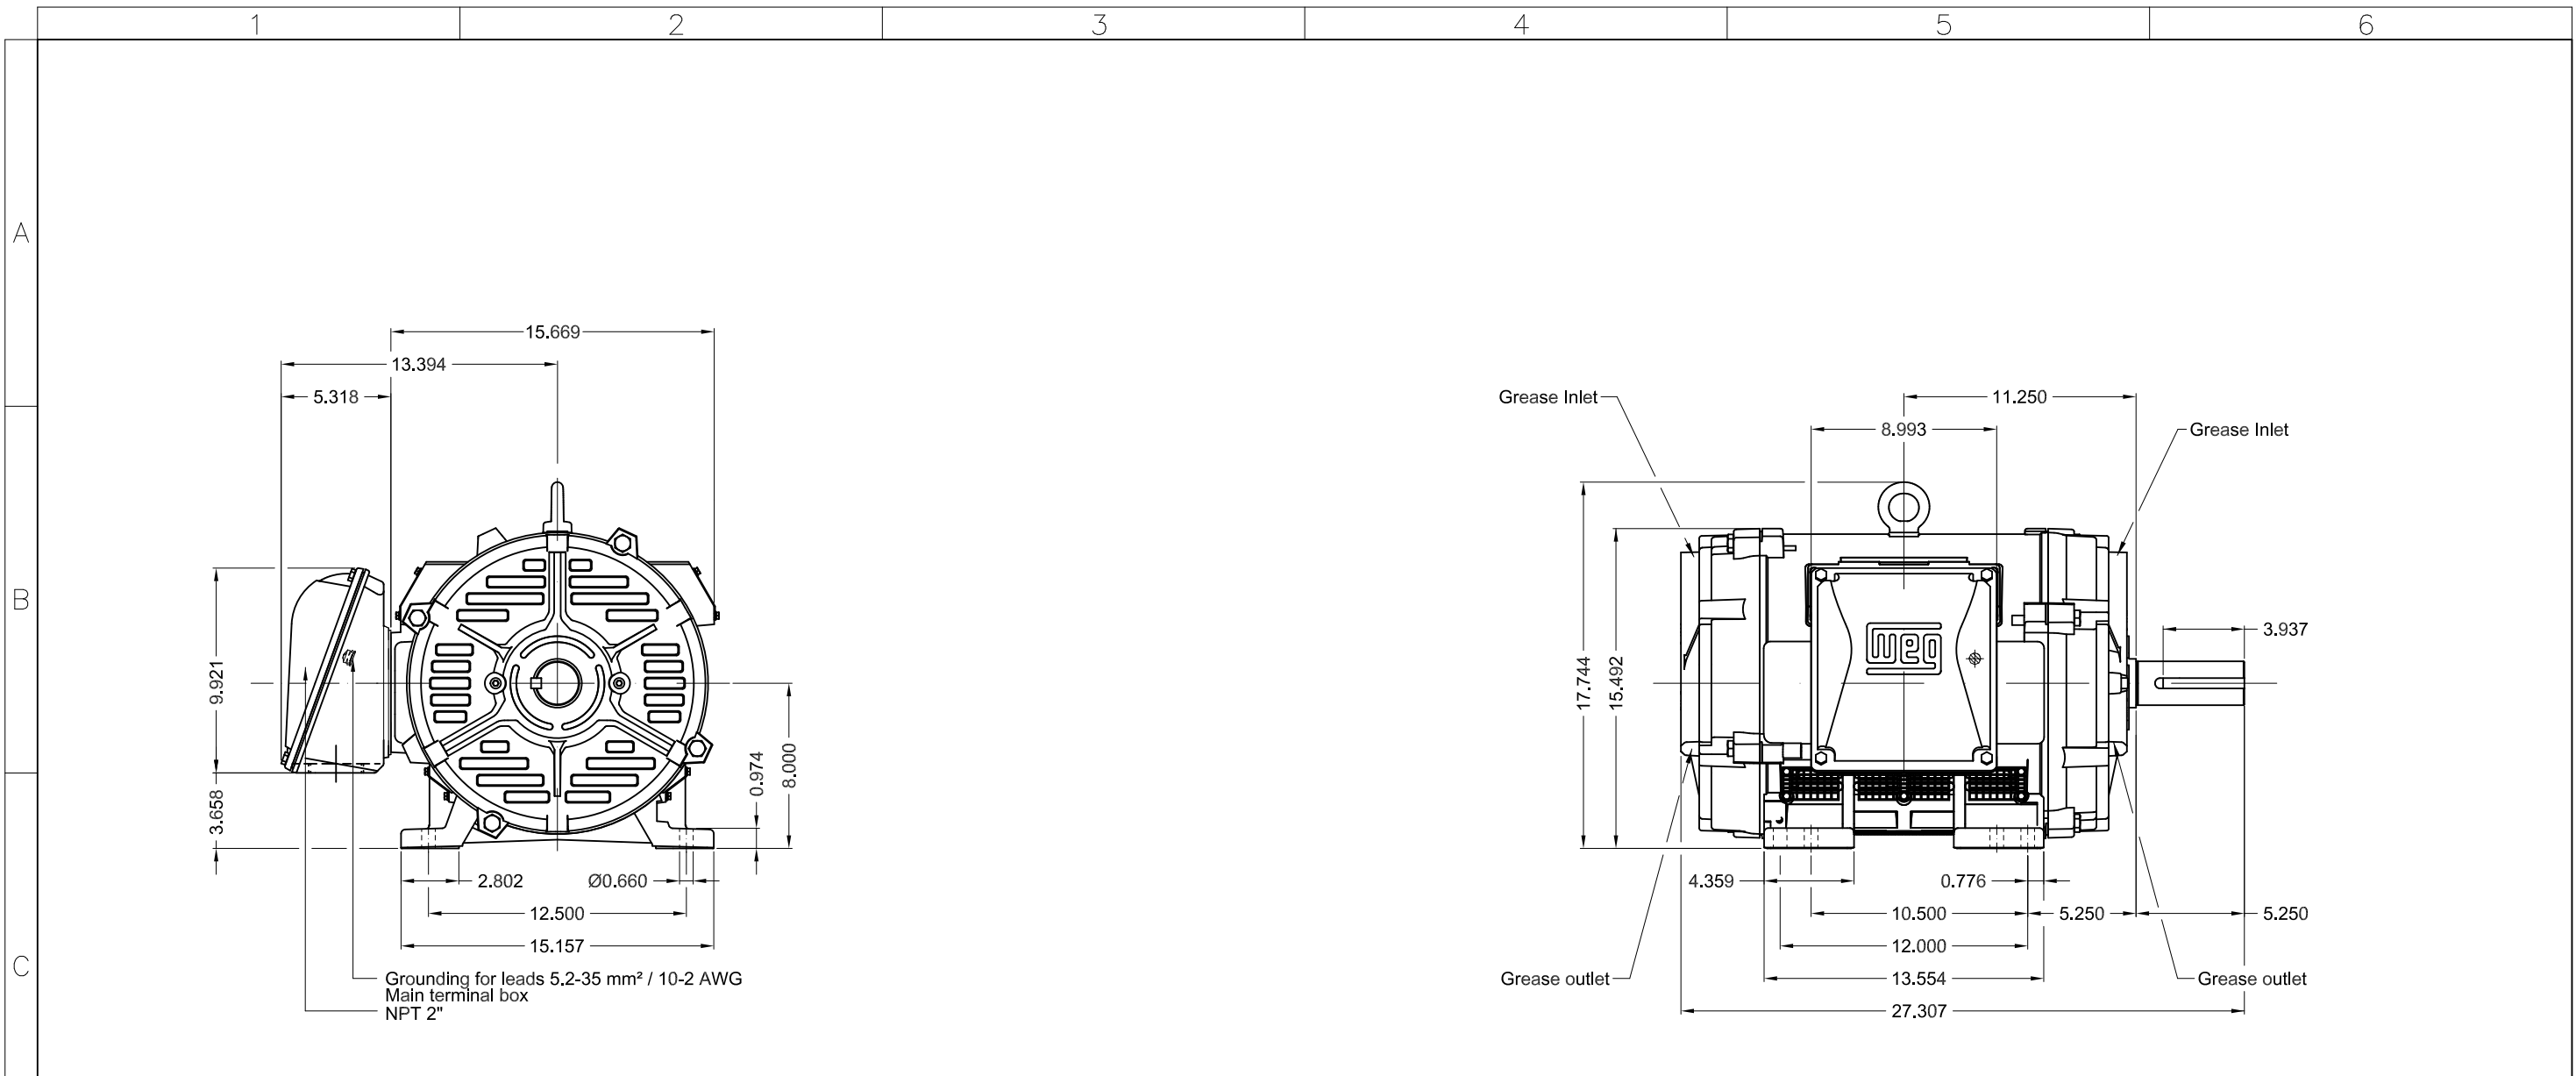 1 2 3 4 5 6
A
B
C
15.669
13.394
5.318
9.921
3.658
0.974
8.000
2.802
Ø0.660
12.500
15.157
Grounding for leads 5.2-35 mm² / 10-2 AWG
Main terminal box
NPT 2"
Grease Inlet
11.250
8.993
Grease Inlet
17.744
15.492
weg
3.937
4.359
0.776
10.500
5.250
5.250
12.000
Grease outlet
13.554
Grease outlet
27.307